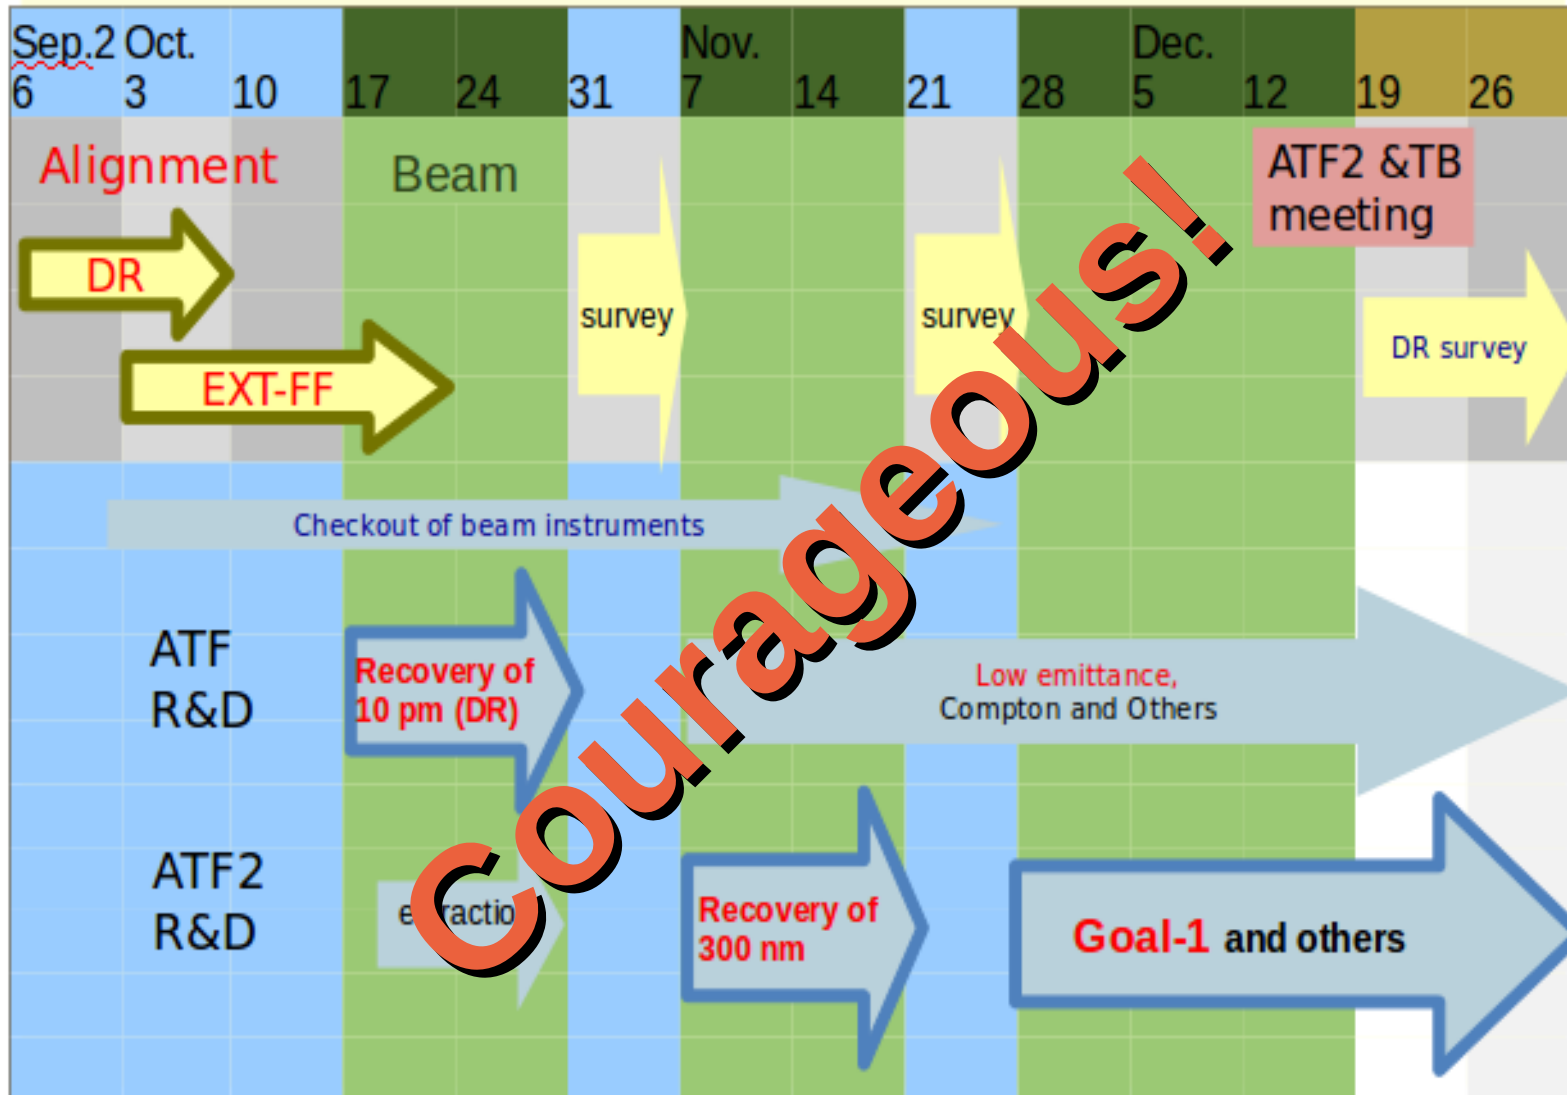 Sep.2 Oct. Nov. Dec.
6 3 10 17 24 31 7 14 21 28 5 12 19 26
Alignment
Beam
ATF2 &TB
meeting
DR
survey
survey
DR survey
EXT-FF
Checkout of beam instruments
ATF
R&D
Recovery of
10 pm (DR)
Low emittance,
Compton and Others
ATF2
R&D
Recovery of
300 nm
Goal-1 and others
Courageous!